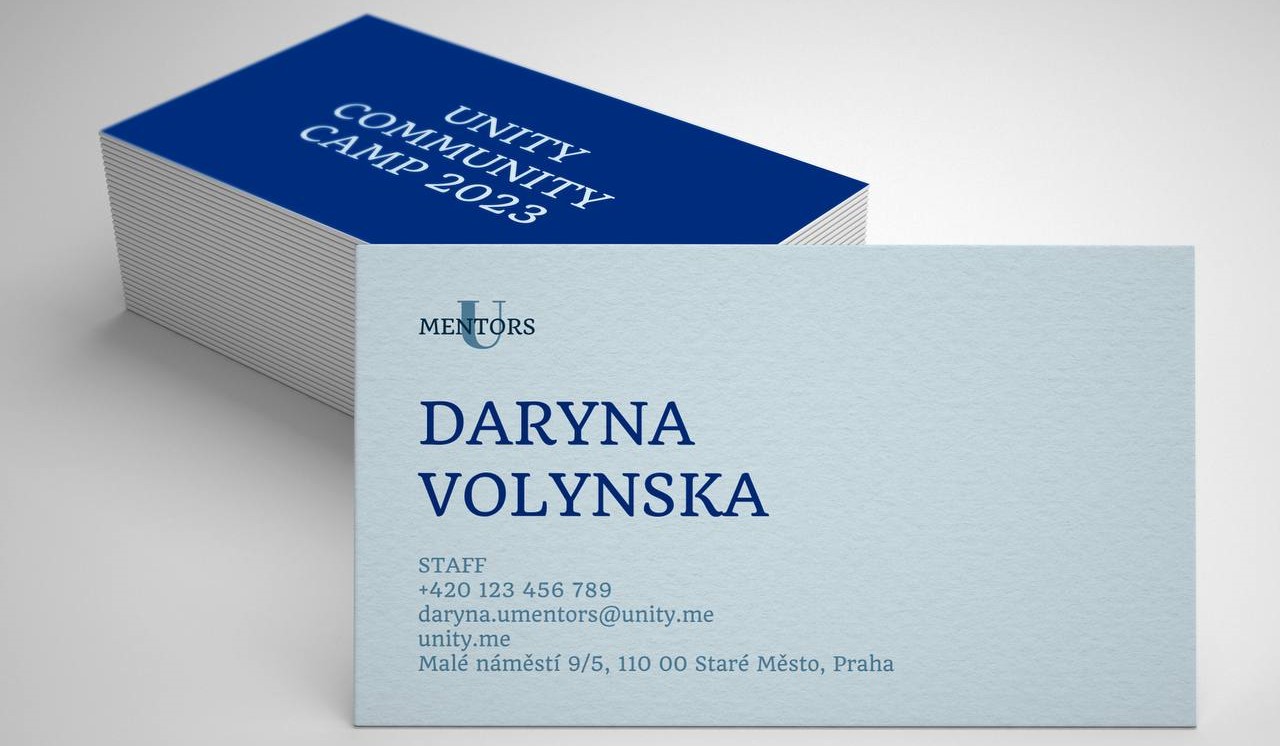 UNITY
COMMUNITY
CAMP 2023
U
MENTORS
DARYNA
VOLYNSKA
STAFF
+420 123 456 789
daryna.umentors@unity.me
unity.me
Malé náměstí 9/5, 110 00 Staré Město, Praha